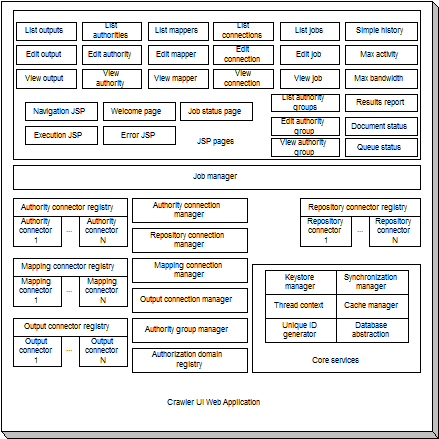 List outputs
List authorities
List mappers
List connections
List jobs
Simple history
Edit output
Edit authority
Edit mapper
Edit connection
Edit job
Max activity
View output
View authority
View mapper
View connection
View job
Max bandwidth
List authority groups
Results report
Navigation JSP
Welcome page
Job status page
Edit authority group
Document status
Execution JSP
Error JSP
JSP pages
View authority group
Queue status
Job manager
Authority connector registry
Authority connector 1
...
Authority connector N
Authority connection manager
Repository connector registry
Repository connector 1
...
Repository connector N
Repository connection manager
Mapping connector registry
Mapping connector 1
...
Mapping connector N
Mapping connection manager
Output connection manager
Keystore manager
Synchronization manager
Thread context
Cache manager
Unique ID generator
Database abstraction
Core services
Output connector registry
Output connector 1
...
Output connector N
Authority group manager
Authorization domain registry
Crawler UI Web Application